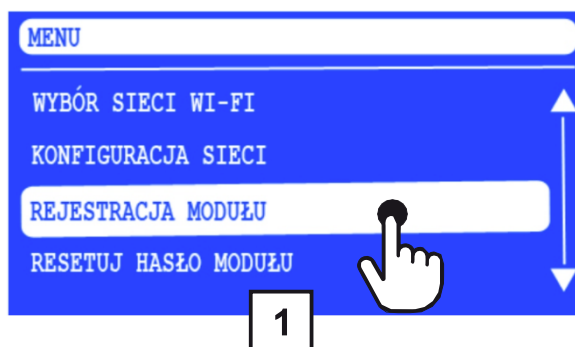 MENU
WYBÓR SIECI WI-FI
KONFIGURACJA SIECI
REJESTRACJA MODUŁU
RESETUJ HASŁO MODUŁU
1